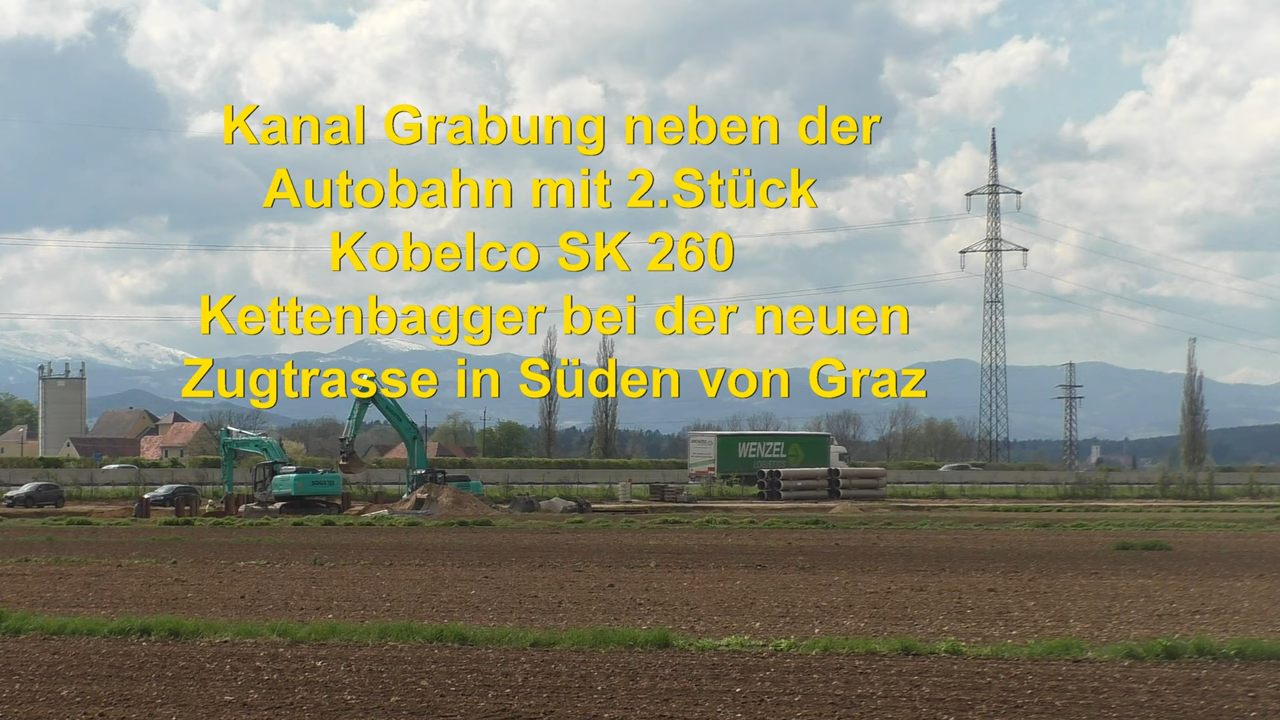 Kanal Grabung neben der
Autobahn mit 2.Stück
Kobelco SK 260
Kettenbagger bei der neuen
Zugtrasse in Süden von Graz
WENZEL